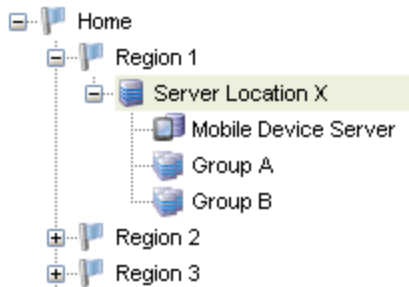 Home
Region 1
Server Location X
Mobile Device Server
Group A
Group B
Region 2
Region 3